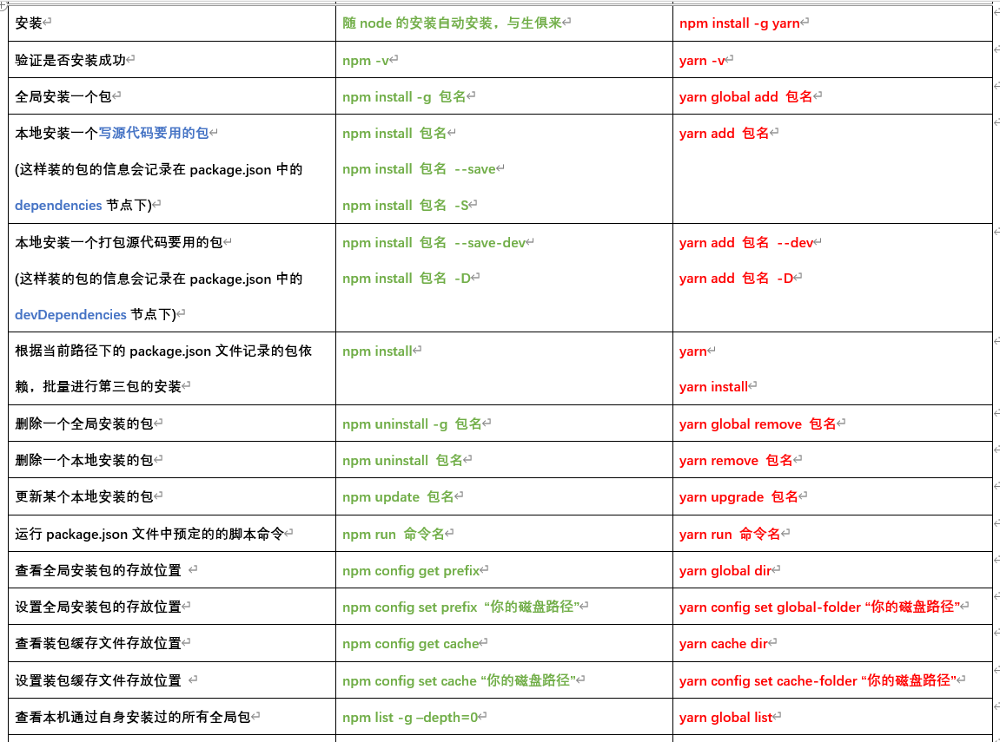 安装
随 node 的安装自动安装，与生俱来
npm install -g yarn
验证是否安装成功
npm -v
yarn -v
全局安装一个包
npm install -g 包名
yarn global add 包名
本地安装一个写源代码要用的包
(这样装的包的信息会记录在 package.json 中的
dependencies 节点下)
npm install 包名
npm install 包名 --save
npm install 包名 -S
yarn add 包名
本地安装一个打包源代码要用的包
(这样装的包的信息会记录在 package.json 中的
devDependencies 节点下)
npm install 包名 --save-dev
npm install 包名 -D
yarn add 包名 --dev
yarn add 包名 -D
根据当前路径下的 package.json 文件记录的包依
赖，批量进行第三包的安装
npm install
yarn
yarn install
删除一个全局安装的包
npm uninstall -g 包名
yarn global remove 包名
删除一个本地安装的包
npm uninstall 包名
yarn remove 包名
更新某个本地安装的包
npm update 包名
yarn upgrade 包名
运行 package.json 文件中预定的的脚本命令
npm run 命令名
yarn run 命令名
查看全局安装包的存放位置
npm config get prefix
yarn global dir
设置全局安装包的存放位置
npm config set prefix “你的磁盘路径”
yarn config set global-folder “你的磁盘路径”
查看装包缓存文件存放位置
npm config get cache
yarn cache dir
设置装包缓存文件存放位置
npm config set cache “你的磁盘路径”
yarn config set cache-folder “你的磁盘路径”
查看本机通过自身安装过的所有全局包
npm list -g –depth=0
yarn global list